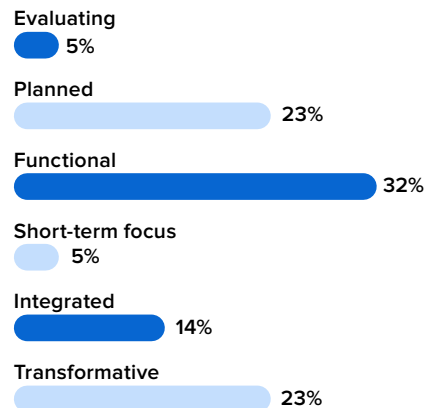 Evaluating
5%
Planned
23%
Functional
32%
Short-term focus
5%
Integrated
14%
Transformative
23%